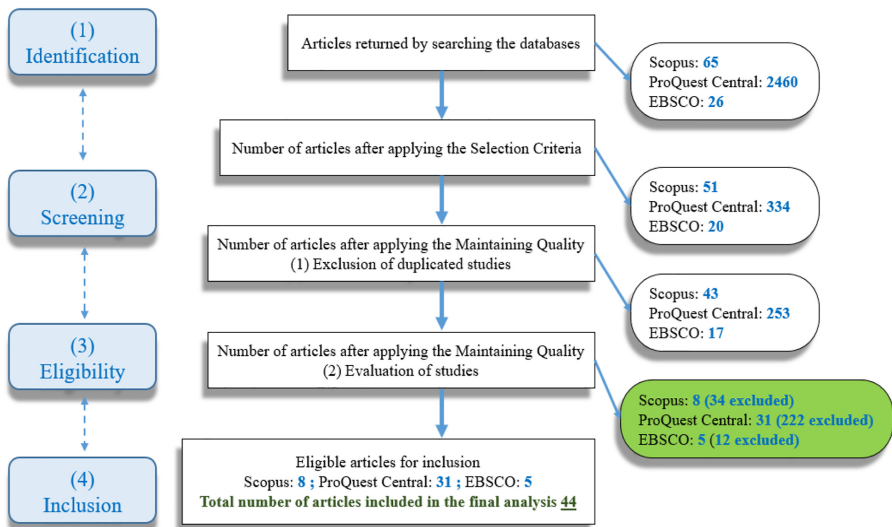 (1)
Identification
Articles returned by searching the databases
Scopus: 65
ProQuest Central: 2460
EBSCO: 26
Number of articles after applying the Selection Criteria
(2)
Screening
Scopus: 51
ProQuest Central: 334
EBSCO: 20
Number of articles after applying the Maintaining Quality
(1) Exclusion of duplicated studies
Scopus: 43
ProQuest Central: 253
EBSCO: 17
(3)
Eligibility
Number of articles after applying the Maintaining Quality
(2) Evaluation of studies
Scopus: 8 (34 excluded)
ProQuest Central: 31 (222 excluded)
EBSCO: 5 (12 excluded)
(4)
Inclusion
Eligible articles for inclusion
Scopus: 8 ; ProQuest Central: 31 ; EBSCO: 5
Total number of articles included in the final analysis 44